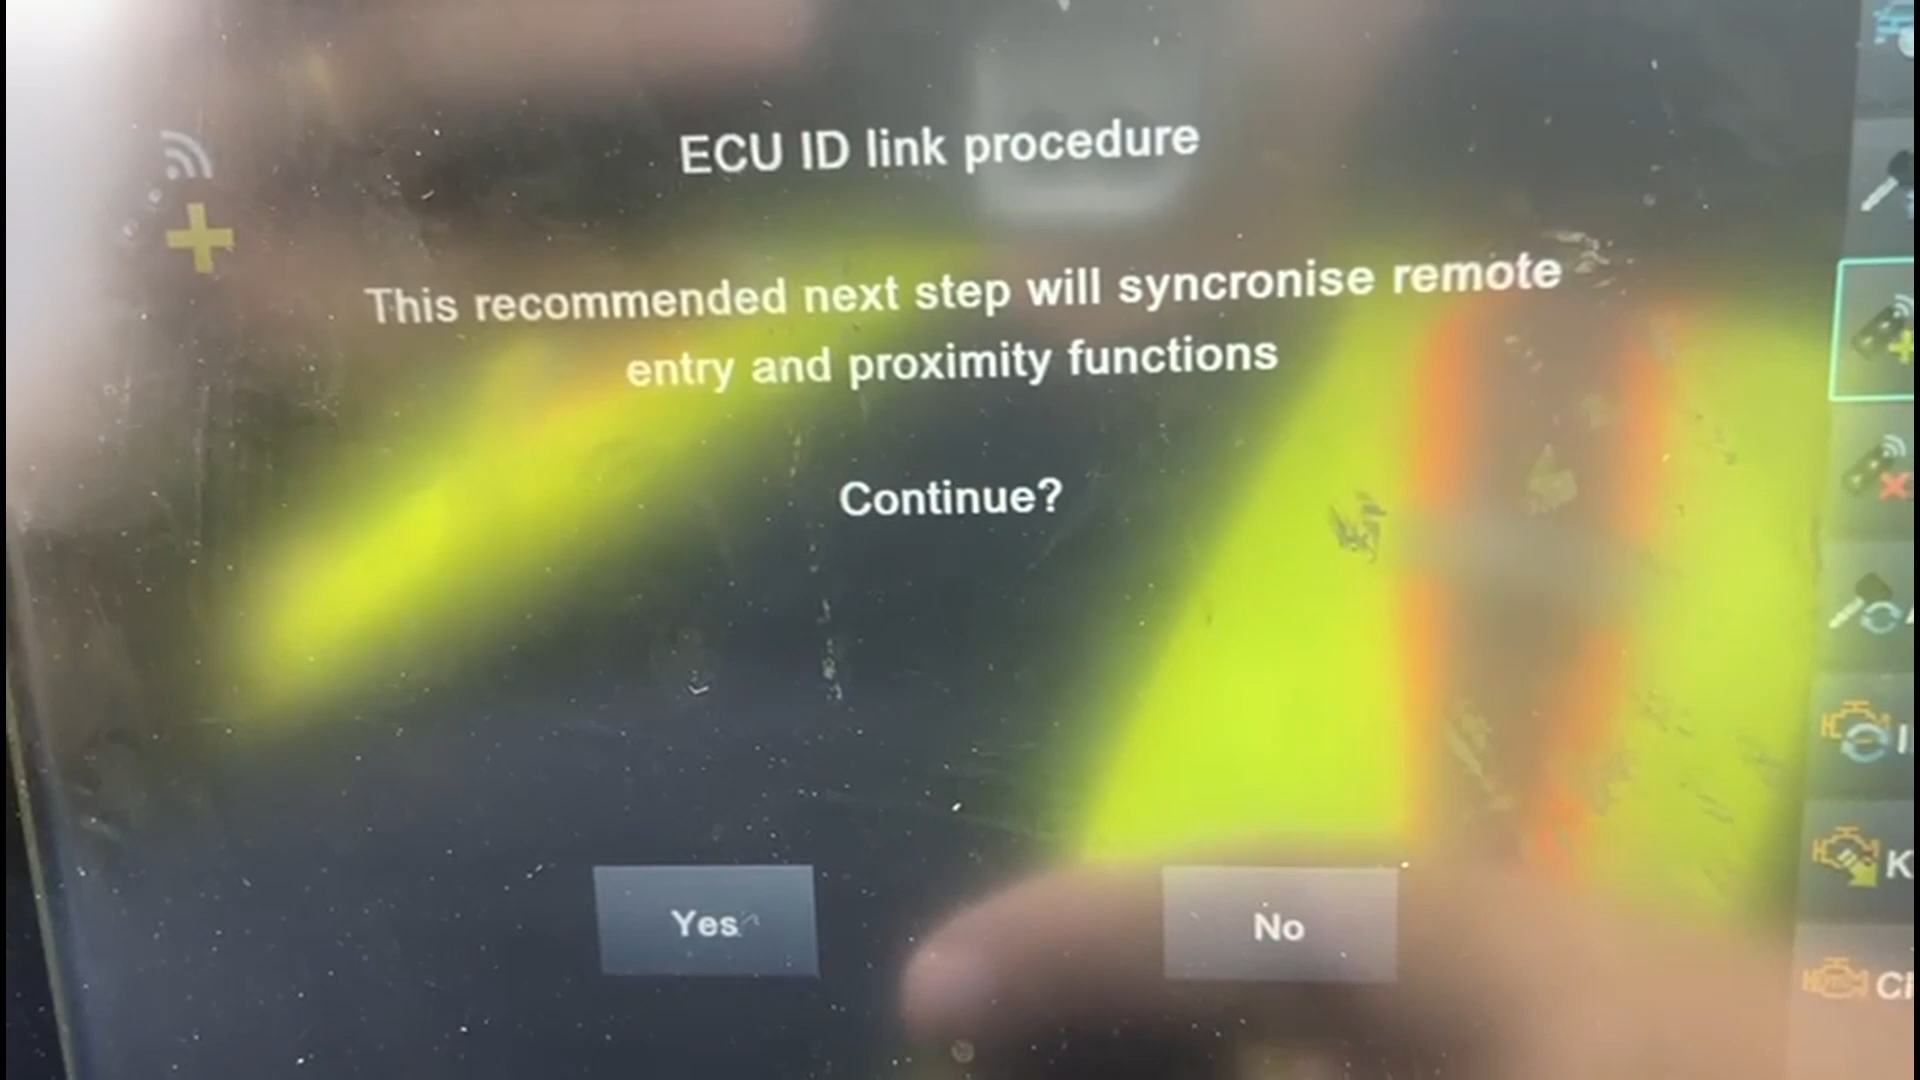 ECU ID link procedure
This recommended next step will syncronise remote
entry and proximity functions
Continue?
Yes
No
K